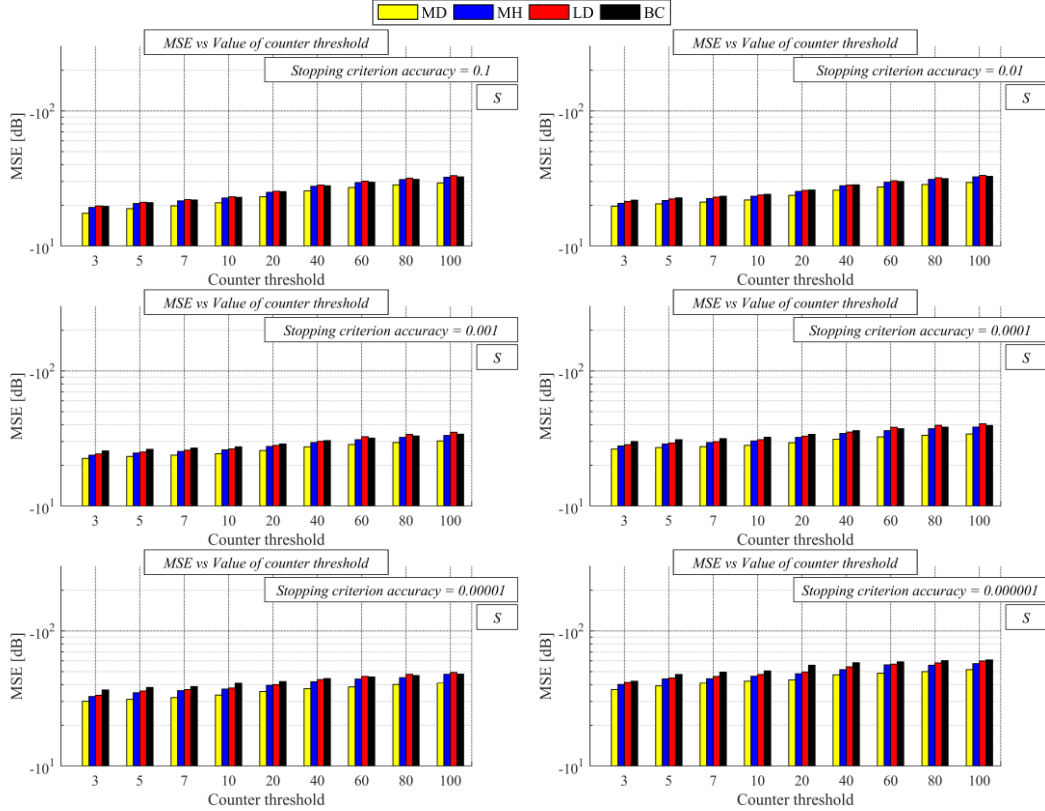 MD MH LD BC
MSE vs Value of counter threshold
Stopping criterion accuracy = 0.1
S
MSE [dB]
-10^2
-10^1
3 5 7 10 20 40 60 80 100
Counter threshold
MSE vs Value of counter threshold
Stopping criterion accuracy = 0.01
S
MSE [dB]
-10^2
-10^1
3 5 7 10 20 40 60 80 100
Counter threshold
MSE vs Value of counter threshold
Stopping criterion accuracy = 0.001
S
MSE [dB]
-10^2
-10^1
3 5 7 10 20 40 60 80 100
Counter threshold
MSE vs Value of counter threshold
Stopping criterion accuracy = 0.0001
S
MSE [dB]
-10^2
-10^1
3 5 7 10 20 40 60 80 100
Counter threshold
MSE vs Value of counter threshold
Stopping criterion accuracy = 0.00001
S
MSE [dB]
-10^2
-10^1
3 5 7 10 20 40 60 80 100
Counter threshold
MSE vs Value of counter threshold
Stopping criterion accuracy = 0.000001
S
MSE [dB]
-10^2
-10^1
3 5 7 10 20 40 60 80 100
Counter threshold